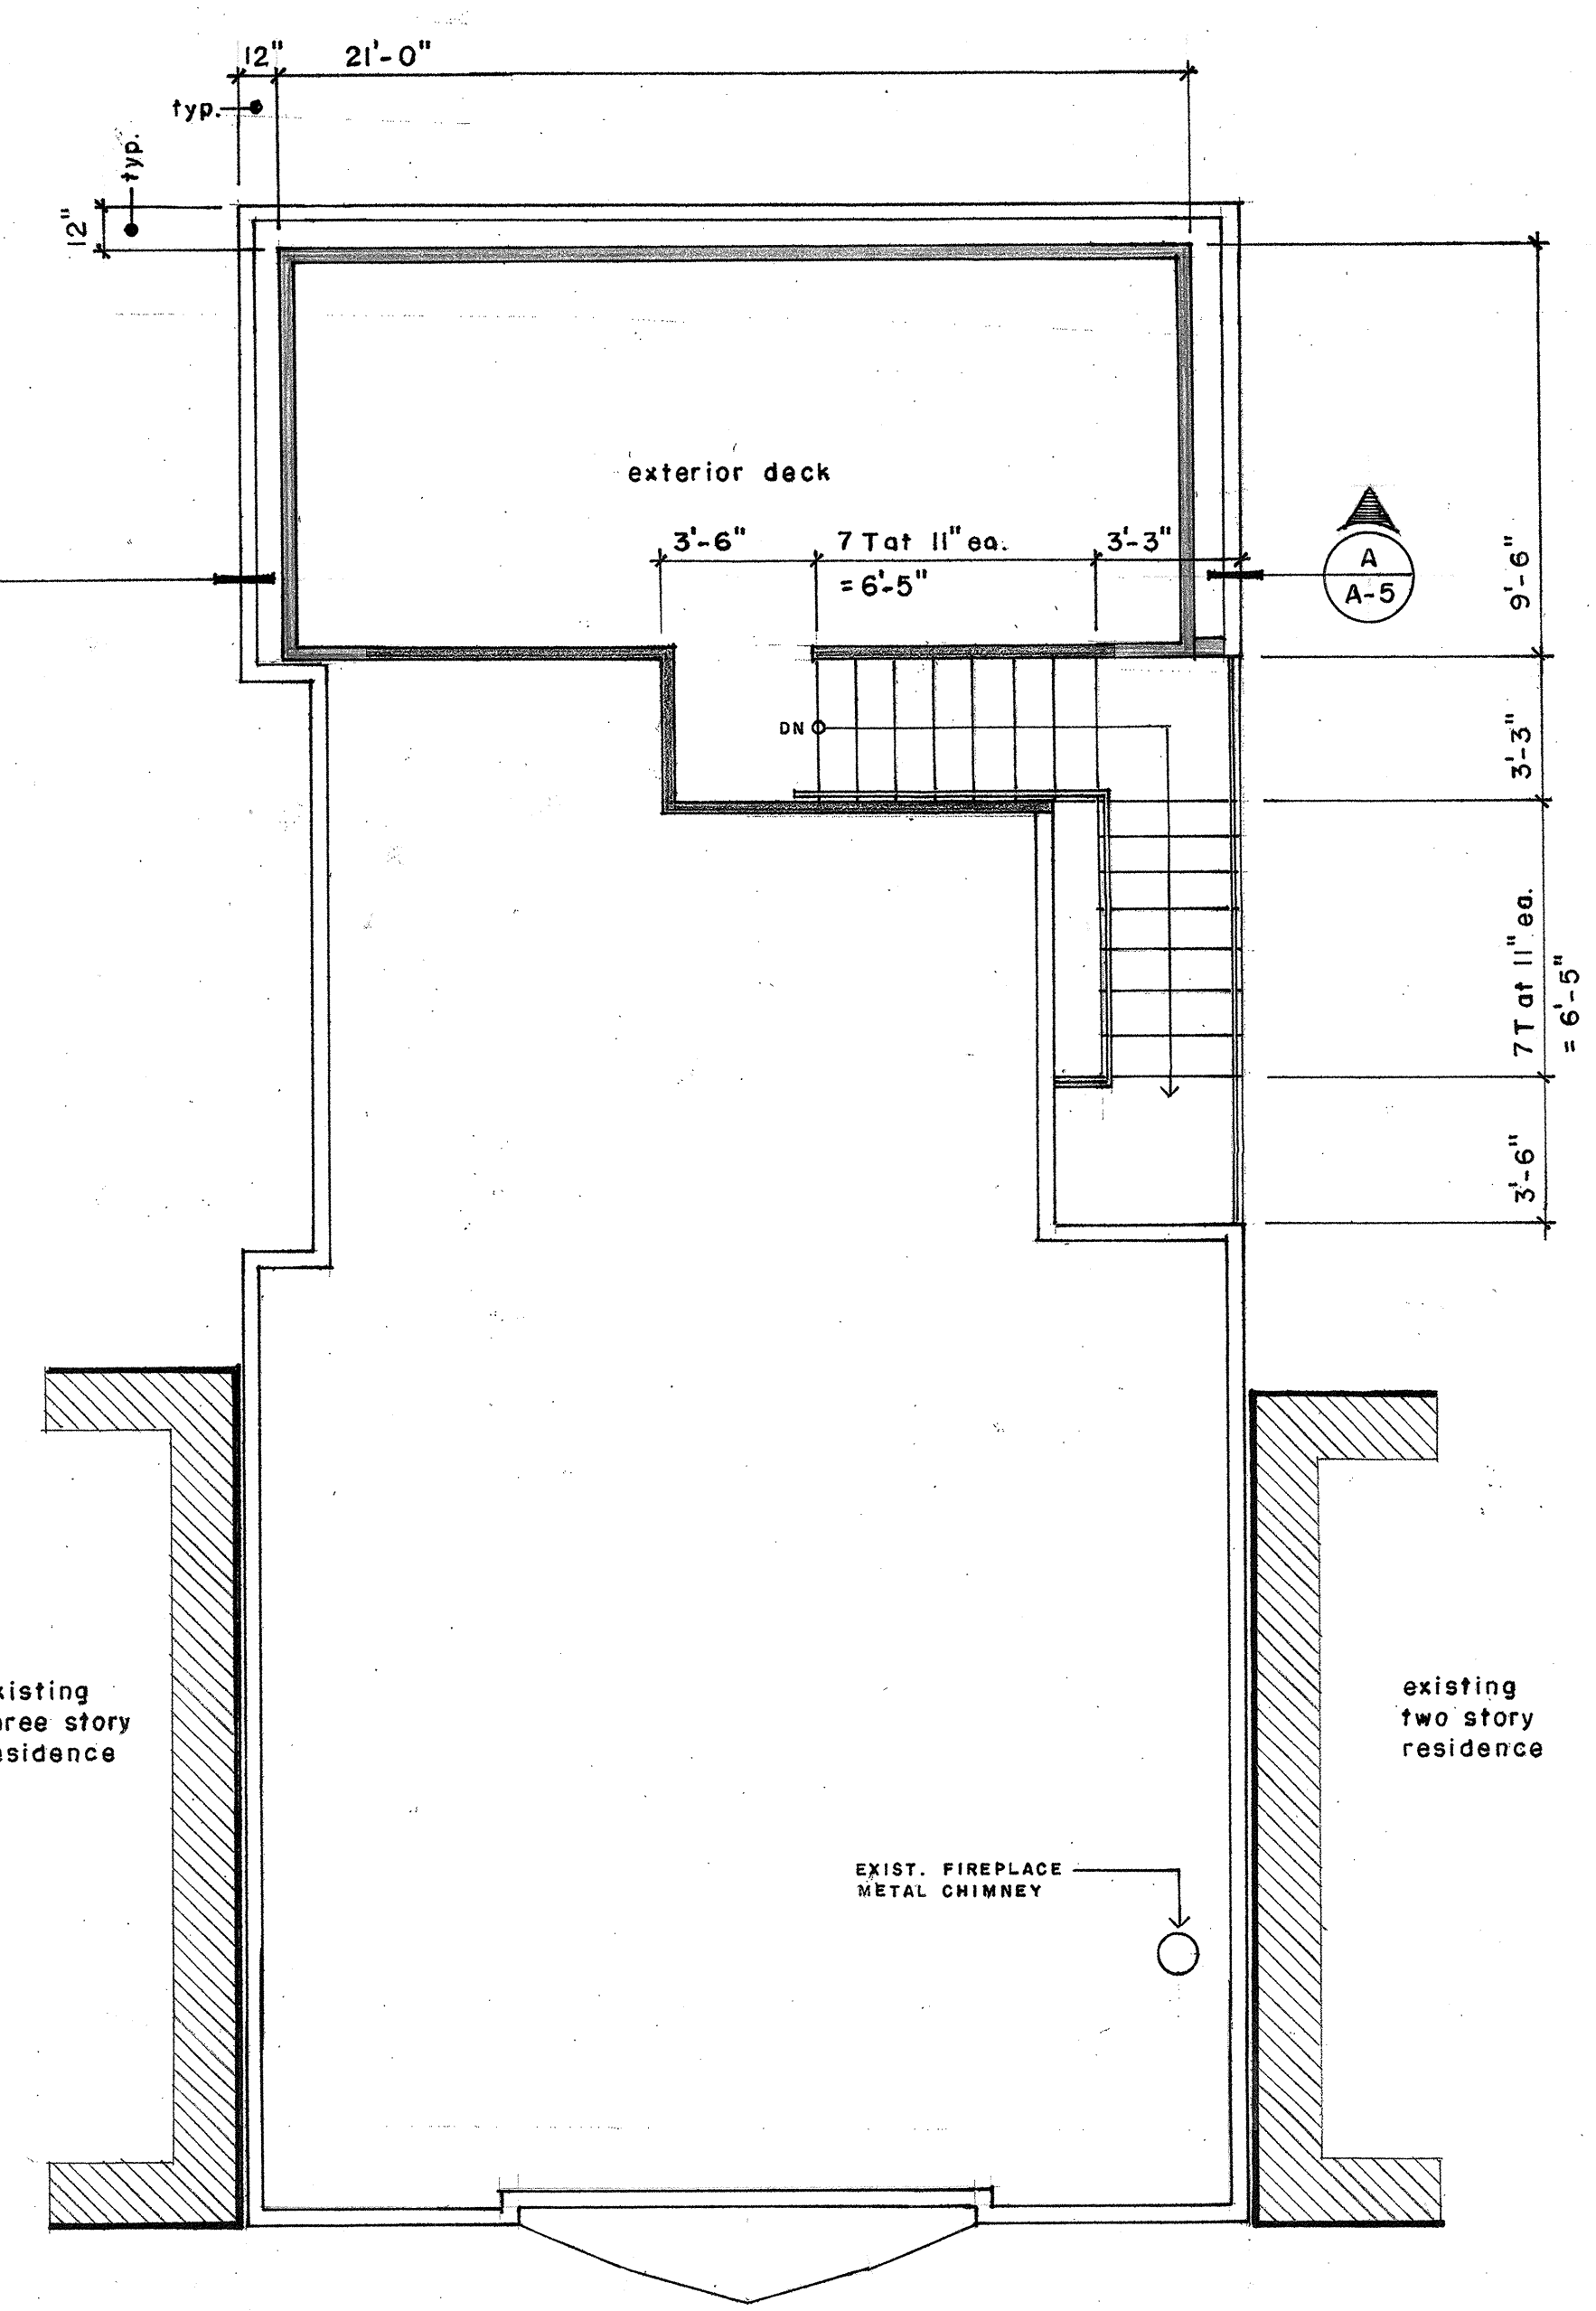 12" 21'-0"
typ.
typ.
12"
exterior deck
3'-6" 7 T at 11" ea. 3'-3"
= 6'-5"
A
A-5
9'-6"
DN
3'-3"
7 T at 11" ea.
= 6'-5"
3'-6"
xisting
ree story
sidence
existing
two story
residence
EXIST. FIREPLACE
METAL CHIMNEY